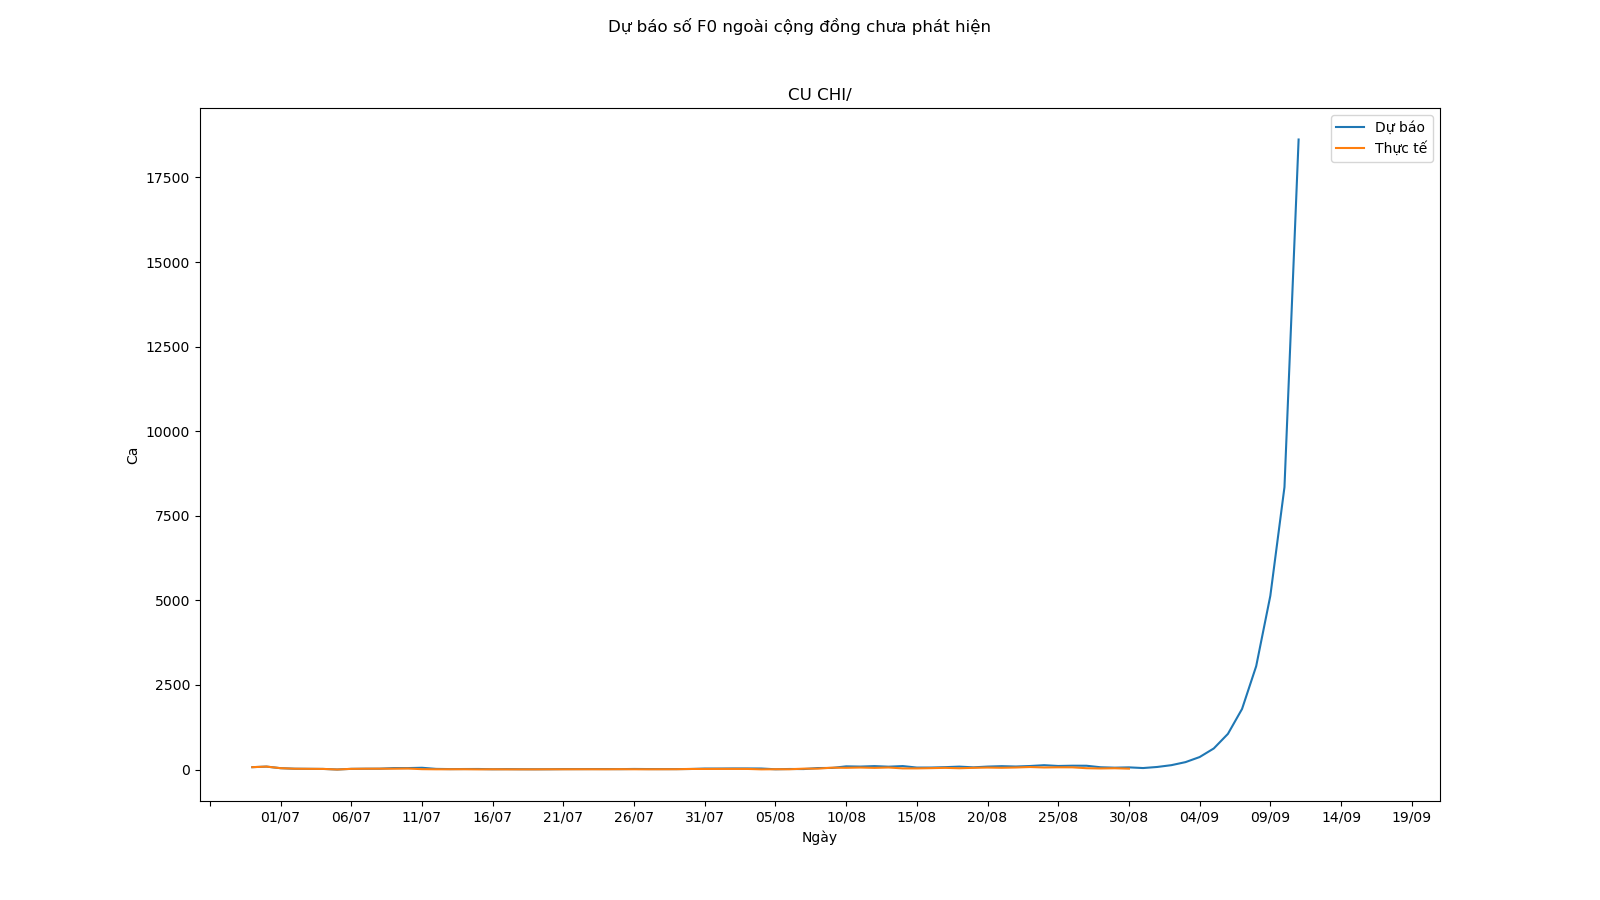 Dự báo số F0 ngoài cộng đồng chưa phát hiện
CU CHI/
Dự báo
Thực tế
17500
15000
12500
10000
7500
5000
2500
0
Ca
01/07 06/07 11/07 16/07 21/07 26/07 31/07 05/08 10/08 15/08 20/08 25/08 30/08 04/09 09/09 14/09 19/09
Ngày